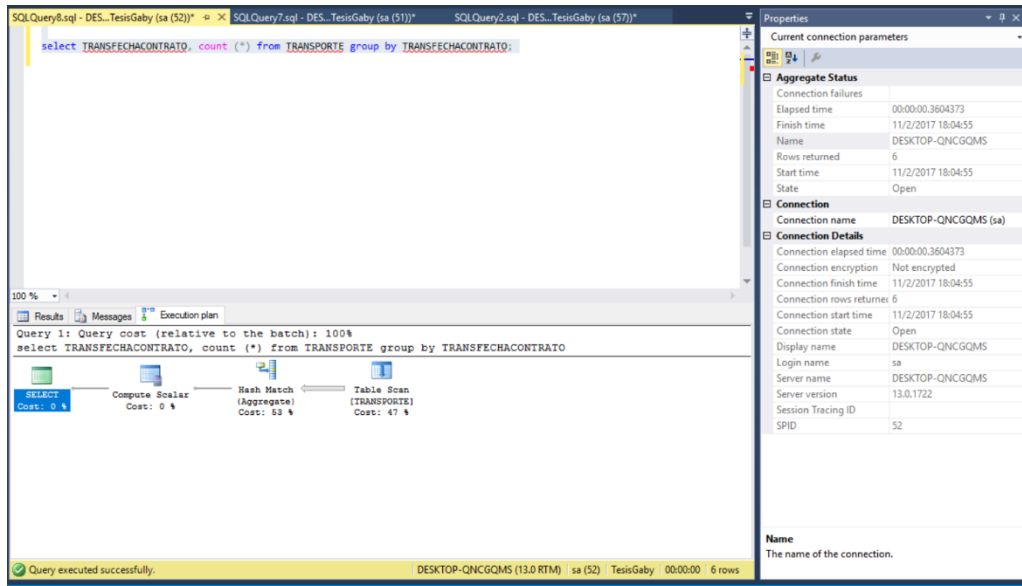 SQLQuery8.sql - DES...TesisGaby (sa (52))* SQLQuery7.sql - DES...TesisGaby (sa (51))* SQLQuery2.sql - DES...TesisGaby (sa (57))*
select TRANSFECHACONTRATO, count (*) from TRANSPORTE group by TRANSFECHACONTRATO;
100 %
Results Messages Execution plan
Query 1: Query cost (relative to the batch): 100%
select TRANSFECHACONTRATO, count (*) from TRANSPORTE group by TRANSFECHACONTRATO
SELECT
Cost: 0 %
Compute Scalar
Cost: 0 %
Hash Match
(Aggregate)
Cost: 53 %
Table Scan
[TRANSPORTE]
Cost: 47 %
Query executed successfully. DESKTOP-QNCGQMS (13.0 RTM) sa (52) TesisGaby 00:00:00 6 rows
Properties
Current connection parameters
Aggregate Status
Connection failures
Elapsed time 00:00:00.3604373
Finish time 11/2/2017 18:04:55
Name DESKTOP-QNCGQMS
Rows returned 6
Start time 11/2/2017 18:04:55
State Open
Connection
Connection name DESKTOP-QNCGQMS (sa)
Connection Details
Connection elapsed time 00:00:00.3604373
Connection encryption Not encrypted
Connection finish time 11/2/2017 18:04:55
Connection rows returned 6
Connection start time 11/2/2017 18:04:55
Connection state Open
Display name DESKTOP-QNCGQMS
Login name sa
Server name DESKTOP-QNCGQMS
Server version 13.0.1722
Session Tracing ID
SPID 52
Name
The name of the connection.